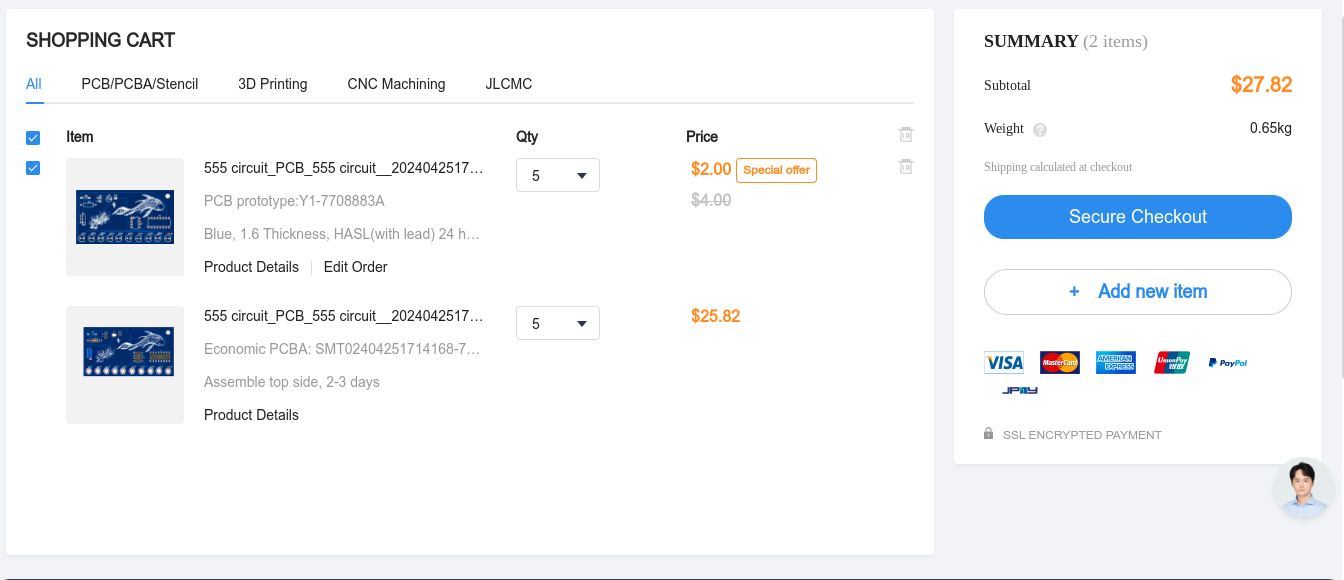 SHOPPING CART
All PCB/PCBA/Stencil 3D Printing CNC Machining JLCMC
Item Qty Price
555 circuit_PCB_555 circuit__2024042517... 5 $2.00 Special offer
PCB prototype:Y1-7708883A $4.00
Blue, 1.6 Thickness, HASL(with lead) 24 h...
Product Details | Edit Order
555 circuit_PCB_555 circuit__2024042517... 5 $25.82
Economic PCBA: SMT02404251714168-7...
Assemble top side, 2-3 days
Product Details
SUMMARY (2 items)
Subtotal $27.82
Weight ? 0.65kg
Shipping calculated at checkout
Secure Checkout
+ Add new item
VISA MasterCard AMERICAN EXPRESS UnionPay 银联 PayPal
JPAY
SSL ENCRYPTED PAYMENT